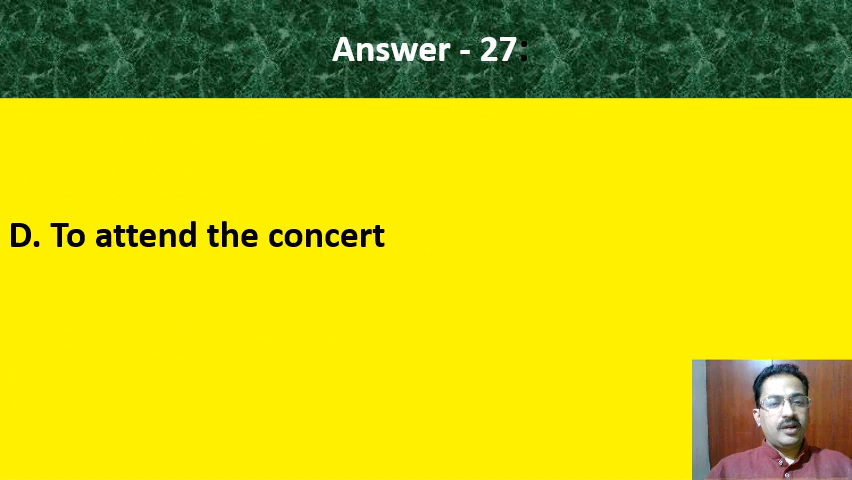 Answer - 27:
D. To attend the concert